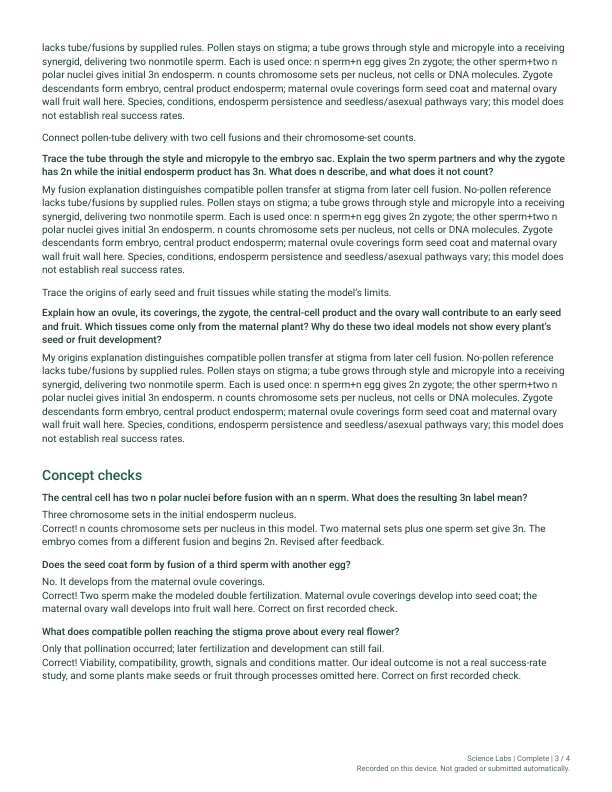 lacks tube/fusions by supplied rules. Pollen stays on stigma; a tube grows through style and micropyle into a receiving
synergid, delivering two nonmotile sperm. Each is used once: n sperm+n egg gives 2n zygote; the other sperm+two n
polar nuclei gives initial 3n endosperm. n counts chromosome sets per nucleus, not cells or DNA molecules. Zygote
descendants form embryo, central product endosperm; maternal ovule coverings form seed coat and maternal ovary
wall fruit wall here. Species, conditions, endosperm persistence and seedless/asexual pathways vary; this model does
not establish real success rates.
Connect pollen-tube delivery with two cell fusions and their chromosome-set counts.
Trace the tube through the style and micropyle to the embryo sac. Explain the two sperm partners and why the zygote
has 2n while the initial endosperm product has 3n. What does n describe, and what does it not count?
My fusion explanation distinguishes compatible pollen transfer at stigma from later cell fusion. No-pollen reference
lacks tube/fusions by supplied rules. Pollen stays on stigma; a tube grows through style and micropyle into a receiving
synergid, delivering two nonmotile sperm. Each is used once: n sperm+n egg gives 2n zygote; the other sperm+two n
polar nuclei gives initial 3n endosperm. n counts chromosome sets per nucleus, not cells or DNA molecules. Zygote
descendants form embryo, central product endosperm; maternal ovule coverings form seed coat and maternal ovary
wall fruit wall here. Species, conditions, endosperm persistence and seedless/asexual pathways vary; this model does
not establish real success rates.
Trace the origins of early seed and fruit tissues while stating the model's limits.
Explain how an ovule, its coverings, the zygote, the central-cell product and the ovary wall contribute to an early seed
and fruit. Which tissues come only from the maternal plant? Why do these two ideal models not show every plant's
seed or fruit development?
My origins explanation distinguishes compatible pollen transfer at stigma from later cell fusion. No-pollen reference
lacks tube/fusions by supplied rules. Pollen stays on stigma; a tube grows through style and micropyle into a receiving
synergid, delivering two nonmotile sperm. Each is used once: n sperm+n egg gives 2n zygote; the other sperm+two n
polar nuclei gives initial 3n endosperm. n counts chromosome sets per nucleus, not cells or DNA molecules. Zygote
descendants form embryo, central product endosperm; maternal ovule coverings form seed coat and maternal ovary
wall fruit wall here. Species, conditions, endosperm persistence and seedless/asexual pathways vary; this model does
not establish real success rates.
Concept checks
The central cell has two n polar nuclei before fusion with an n sperm. What does the resulting 3n label mean?
Three chromosome sets in the initial endosperm nucleus.
Correct! n counts chromosome sets per nucleus in this model. Two maternal sets plus one sperm set give 3n. The
embryo comes from a different fusion and begins 2n. Revised after feedback.
Does the seed coat form by fusion of a third sperm with another egg?
No. It develops from the maternal ovule coverings.
Correct! Two sperm make the modeled double fertilization. Maternal ovule coverings develop into seed coat; the
maternal ovary wall develops into fruit wall here. Correct on first recorded check.
What does compatible pollen reaching the stigma prove about every real flower?
Only that pollination occurred; later fertilization and development can still fail.
Correct! Viability, compatibility, growth, signals and conditions matter. Our ideal outcome is not a real success-rate
study, and some plants make seeds or fruit through processes omitted here. Correct on first recorded check.
Science Labs | Complete | 3 / 4
Recorded on this device. Not graded or submitted automatically.